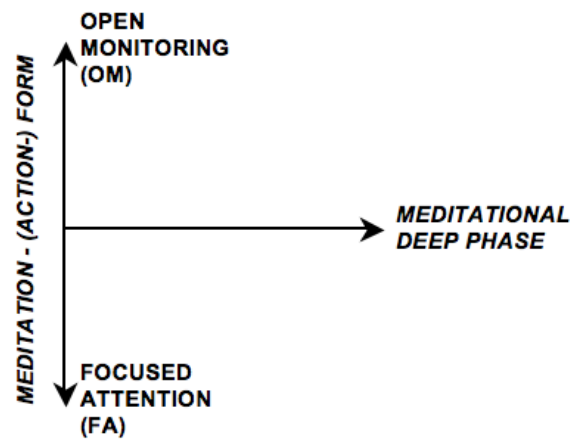 OPEN
MONITORING
(OM)
MEDITATION - (ACTION-) FORM
MEDITATIONAL
DEEP PHASE
FOCUSED
ATTENTION
(FA)